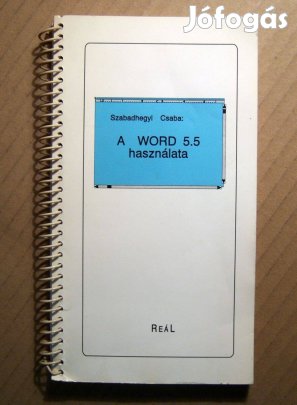 Jófogás
Szabadhegyi Csaba:
A WORD 5.5
használata
REÁL